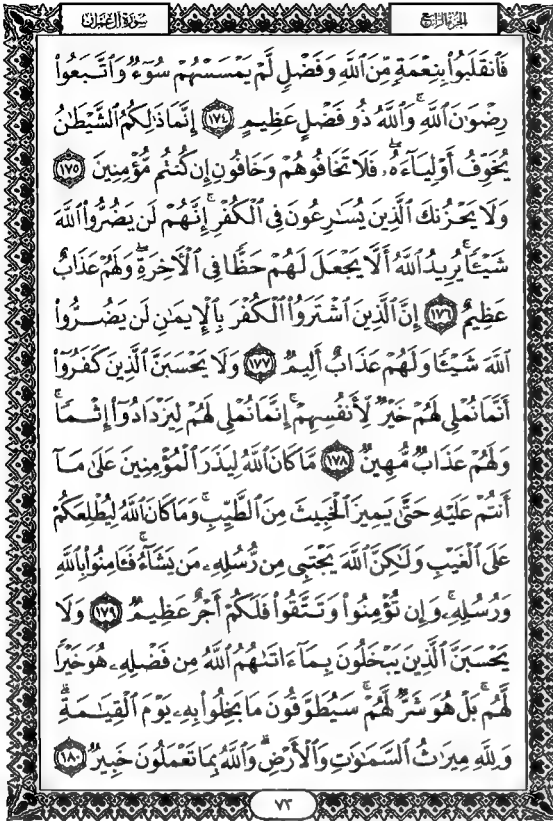 سُورَةُ آلِ عِمْرَان
الجُزْءُ الرَّابِعُ
فَٱنقَلَبُوا۟ بِنِعْمَةٍ مِّنَ ٱللَّهِ وَفَضْلٍ لَّمْ يَمْسَسْهُمْ سُوٓءٌ وَٱتَّبَعُوا۟
رِضْوَٰنَ ٱللَّهِ ۗ وَٱللَّهُ ذُو فَضْلٍ عَظِيمٍ ١٧٤ إِنَّمَا ذَٰلِكُمُ ٱلشَّيْطَٰنُ
يُخَوِّفُ أَوْلِيَآءَهُۥ فَلَا تَخَافُوهُمْ وَخَافُونِ إِن كُنتُم مُّؤْمِنِينَ ١٧٥
وَلَا يَحْزُنكَ ٱلَّذِينَ يُسَٰرِعُونَ فِى ٱلْكُفْرِ ۚ إِنَّهُمْ لَن يَضُرُّوا۟ ٱللَّهَ
شَيْـًٔا ۗ يُرِيدُ ٱللَّهُ أَلَّا يَجْعَلَ لَهُمْ حَظًّا فِى ٱلْءَاخِرَةِ ۖ وَلَهُمْ عَذَابٌ
عَظِيمٌ ١٧٦ إِنَّ ٱلَّذِينَ ٱشْتَرَوُا۟ ٱلْكُفْرَ بِٱلْإِيمَٰنِ لَن يَضُرُّوا۟
ٱللَّهَ شَيْـًٔا وَلَهُمْ عَذَابٌ أَلِيمٌ ١٧٧ وَلَا يَحْسَبَنَّ ٱلَّذِينَ كَفَرُوٓا۟
أَنَّمَا نُمْلِى لَهُمْ خَيْرٌ لِّأَنفُسِهِمْ ۚ إِنَّمَا نُمْلِى لَهُمْ لِيَزْدَادُوٓا۟ إِثْمًا ۚ
وَلَهُمْ عَذَابٌ مُّهِينٌ ١٧٨ مَّا كَانَ ٱللَّهُ لِيَذَرَ ٱلْمُؤْمِنِينَ عَلَىٰ مَآ
أَنتُمْ عَلَيْهِ حَتَّىٰ يَمِيزَ ٱلْخَبِيثَ مِنَ ٱلطَّيِّبِ ۗ وَمَا كَانَ ٱللَّهُ لِيُطْلِعَكُمْ
عَلَى ٱلْغَيْبِ وَلَٰكِنَّ ٱللَّهَ يَجْتَبِى مِن رُّسُلِهِۦ مَن يَشَآءُ ۖ فَـَٔامِنُوا۟ بِٱللَّهِ
وَرُسُلِهِۦ ۚ وَإِن تُؤْمِنُوا۟ وَتَتَّقُوا۟ فَلَكُمْ أَجْرٌ عَظِيمٌ ١٧٩ وَلَا
يَحْسَبَنَّ ٱلَّذِينَ يَبْخَلُونَ بِمَآ ءَاتَىٰهُمُ ٱللَّهُ مِن فَضْلِهِۦ هُوَ خَيْرًا
لَّهُم ۖ بَلْ هُوَ شَرٌّ لَّهُمْ ۖ سَيُطَوَّقُونَ مَا بَخِلُوا۟ بِهِۦ يَوْمَ ٱلْقِيَٰمَةِ ۗ
وَلِلَّهِ مِيرَٰثُ ٱلسَّمَٰوَٰتِ وَٱلْأَرْضِ ۗ وَٱللَّهُ بِمَا تَعْمَلُونَ خَبِيرٌ ١٨٠
٧٣